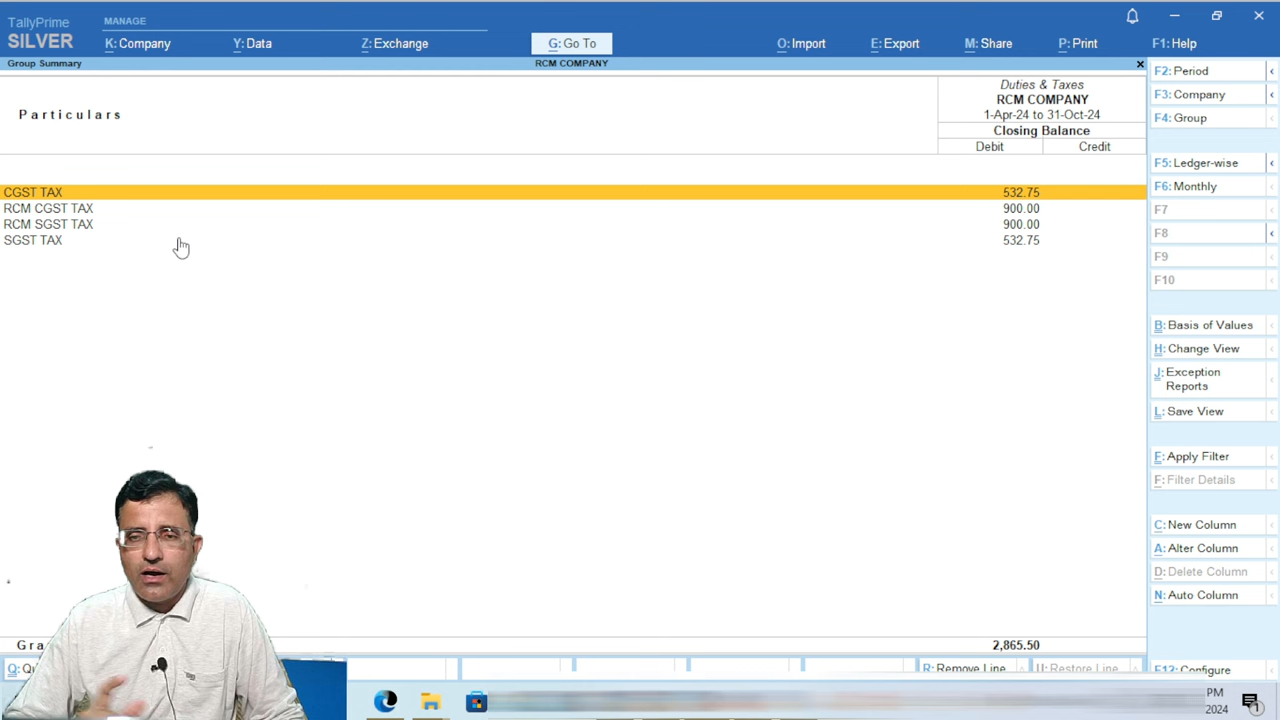 TallyPrime
MANAGE
SILVER
K: Company
Y: Data
Z: Exchange
G: Go To
O: Import
E: Export
M: Share
P: Print
F1: Help
Group Summary
RCM COMPANY
Particulars
Duties & Taxes
RCM COMPANY
1-Apr-24 to 31-Oct-24
Closing Balance
Debit Credit
CGST TAX 532.75
RCM CGST TAX 900.00
RCM SGST TAX 900.00
SGST TAX 532.75
2,865.50
R: Remove Line
U: Restore Line
F2: Period
F3: Company
F4: Group
F5: Ledger-wise
F6: Monthly
F7
F8
F9
F10
B: Basis of Values
H: Change View
J: Exception
Reports
L: Save View
E: Apply Filter
F: Filter Details
C: New Column
A: Alter Column
D: Delete Column
N: Auto Column
F12: Configure
PM
2024
1